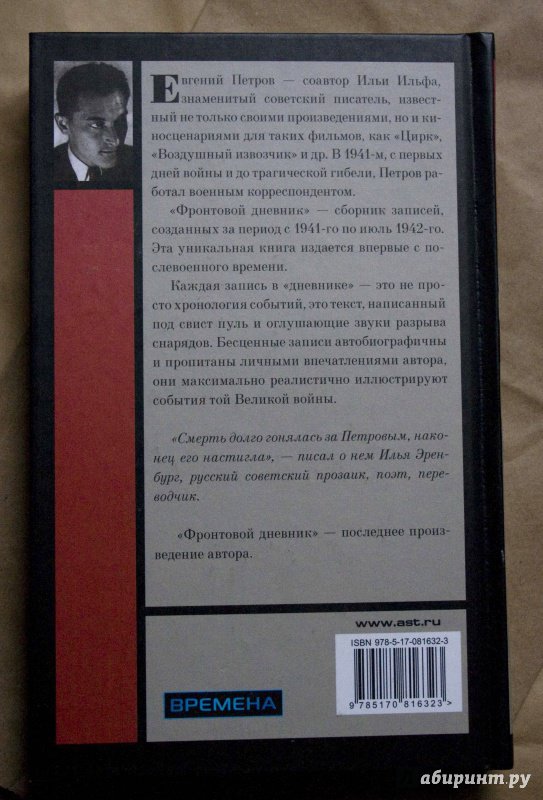 Евгений Петров — соавтор Ильи Ильфа,
знаменитый советский писатель, извест-
ный не только своими произведениями, но и ки-
носценариями для таких фильмов, как «Цирк»,
«Воздушный извозчик» и др. В 1941-м, с первых
дней войны и до трагической гибели, Петров ра-
ботал военным корреспондентом.
«Фронтовой дневник» — сборник записей,
созданных за период с 1941-го по июль 1942-го.
Эта уникальная книга издается впервые с по-
слевоенного времени.
Каждая запись в «дневнике» — это не про-
сто хронология событий, это текст, написанный
под свист пуль и оглушающие звуки разрыва
снарядов. Бесценные записи автобиографичны
и пропитаны личными впечатлениями автора,
они максимально реалистично иллюстрируют
события той Великой войны.
«Смерть долго гонялась за Петровым, нако-
нец его настигла», — писал о нем Илья Эрен-
бург, русский советский прозаик, поэт, пере-
водчик.
«Фронтовой дневник» — последнее произ-
ведение автора.
www.ast.ru
ISBN 978-5-17-081632-3
9 785170 816323 >
ВРЕМЕНА
абиринт.ру